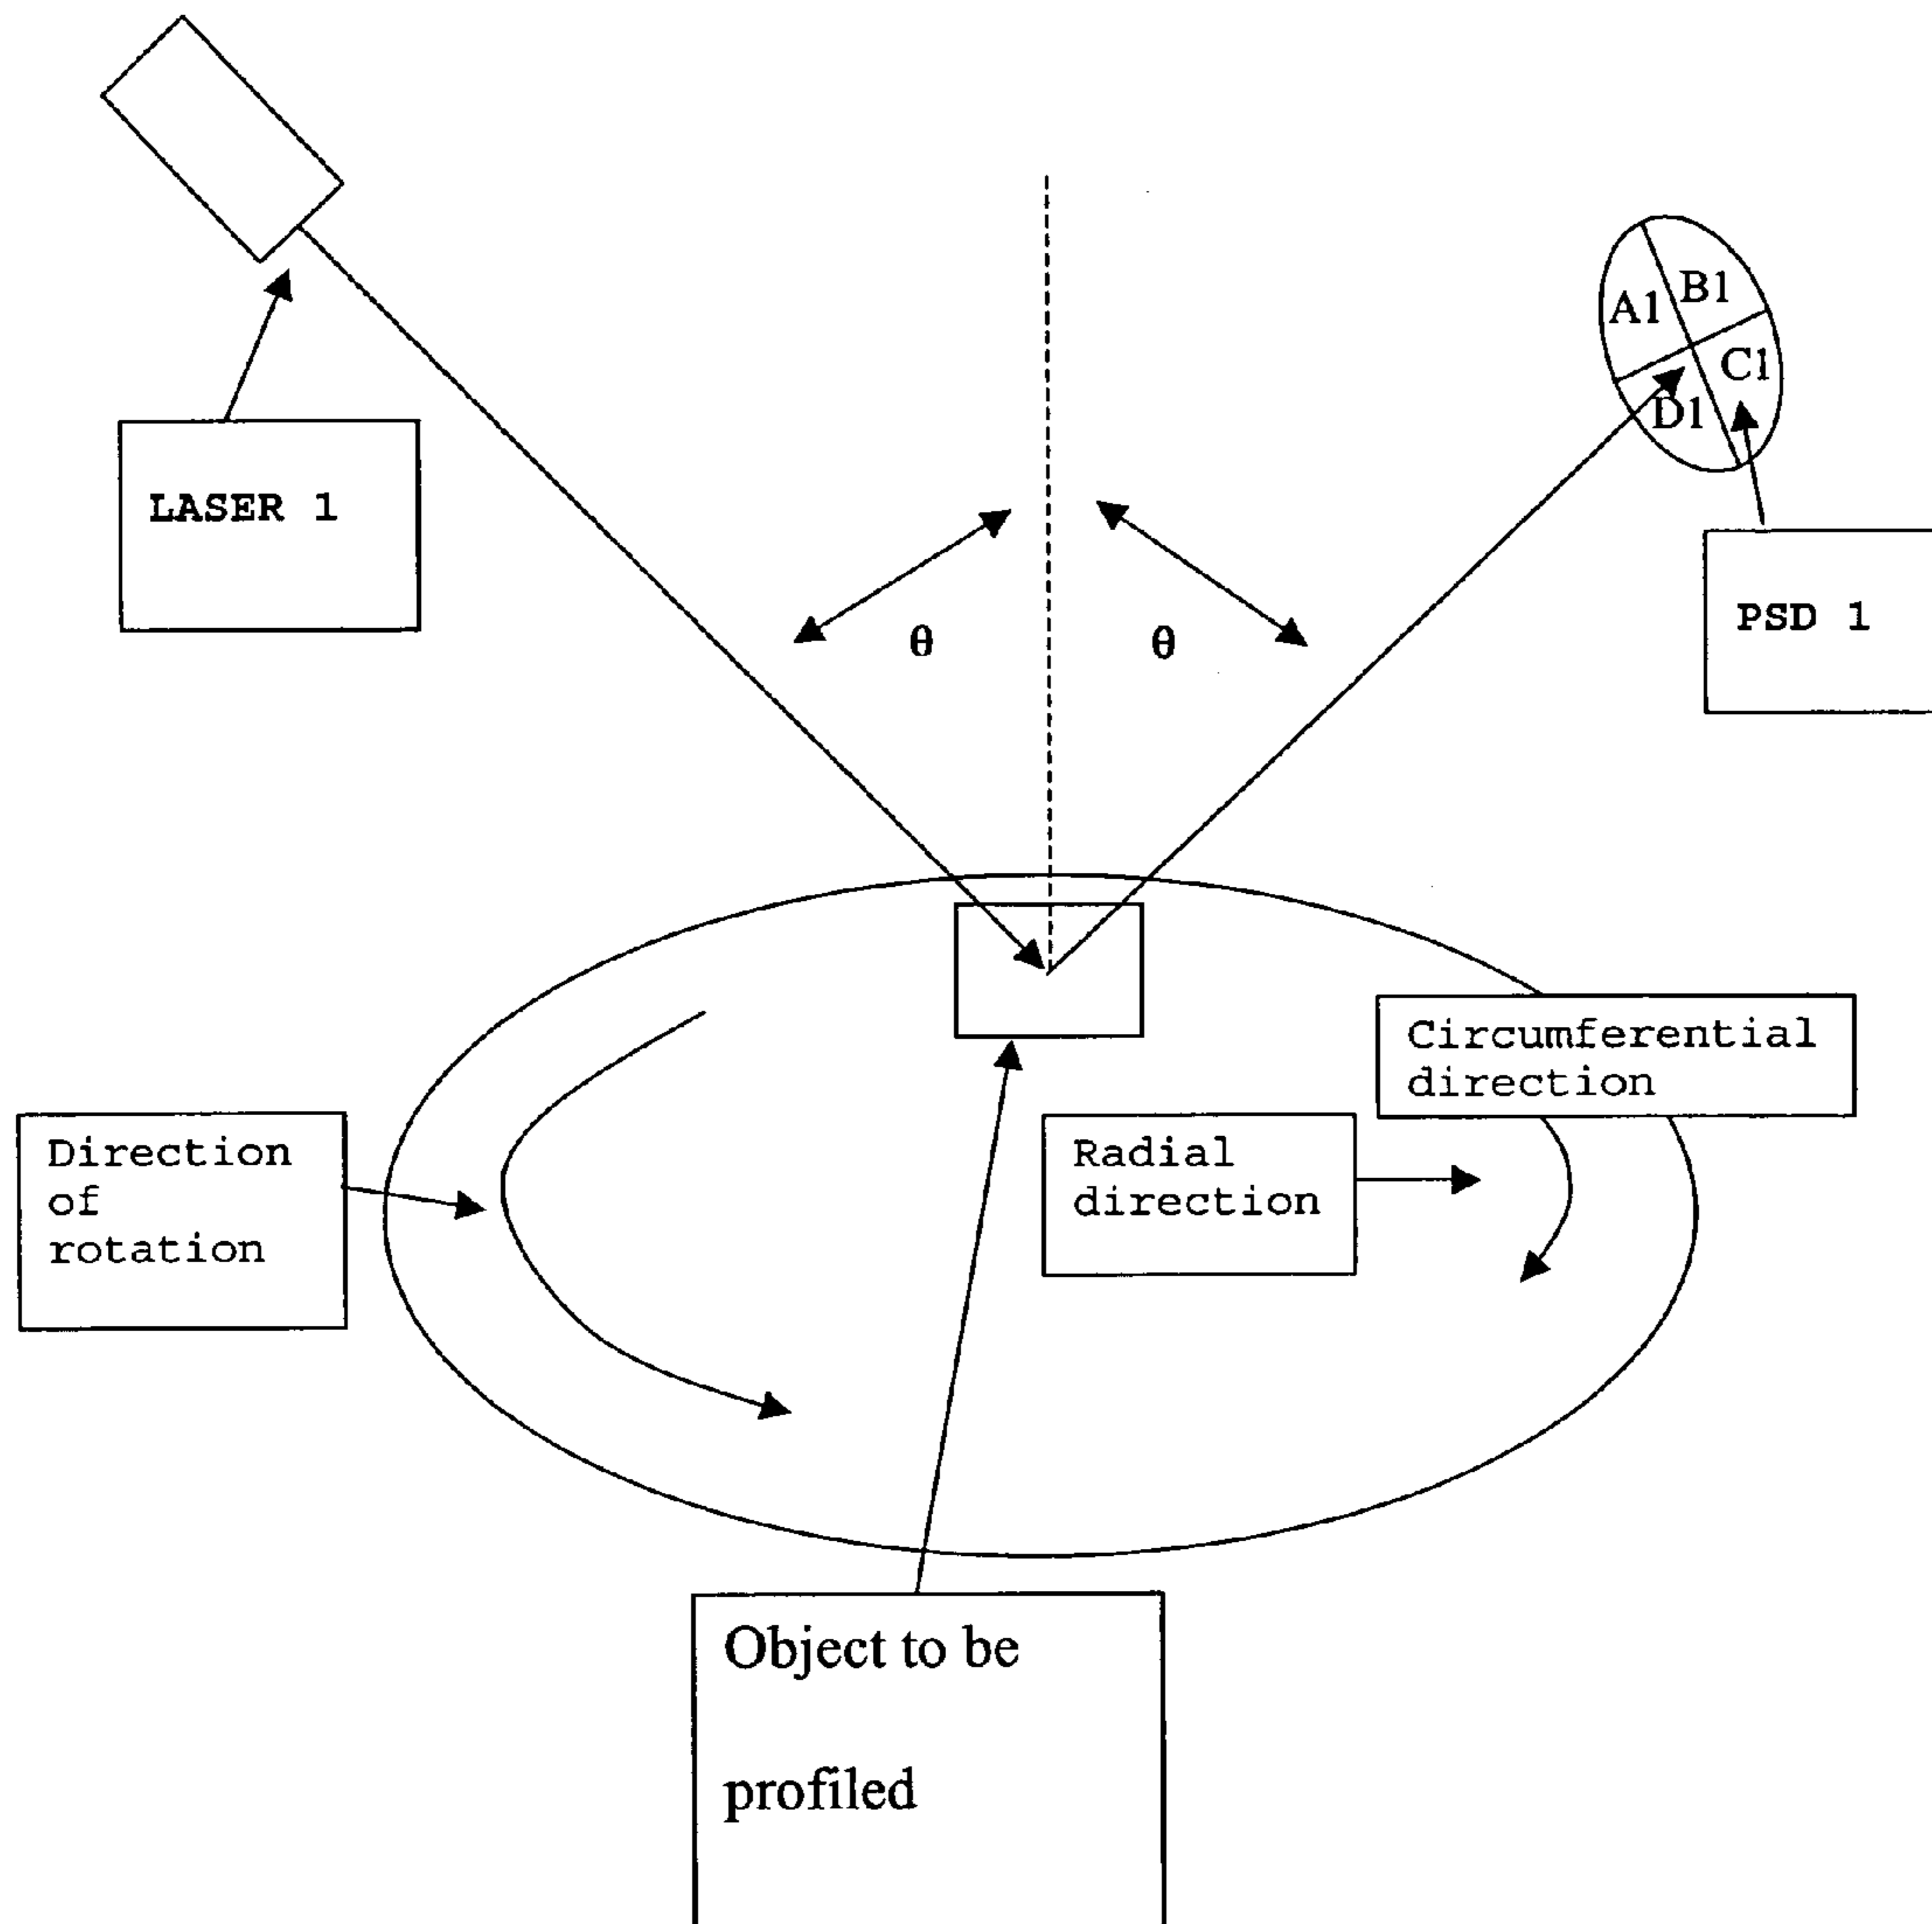 B1
A1
C1
D1
LASER 1
PSD 1
θ
θ
Circumferential
direction
Direction
of
rotation
Radial
direction
Object to be
profiled